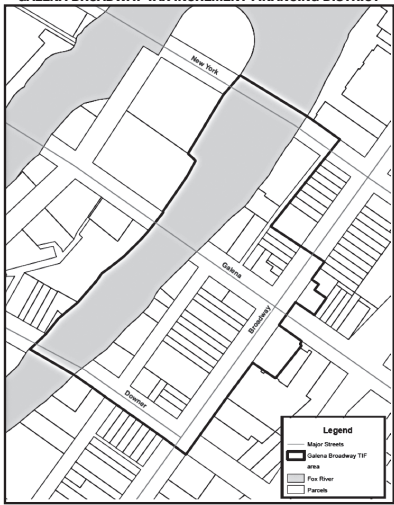 GALENA BROADWAY TAX INCREMENT FINANCING DISTRICT
New York
Galena
Broadway
Downer
Legend
Major Streets
Galena Broadway TIF
area
Fox River
Parcels